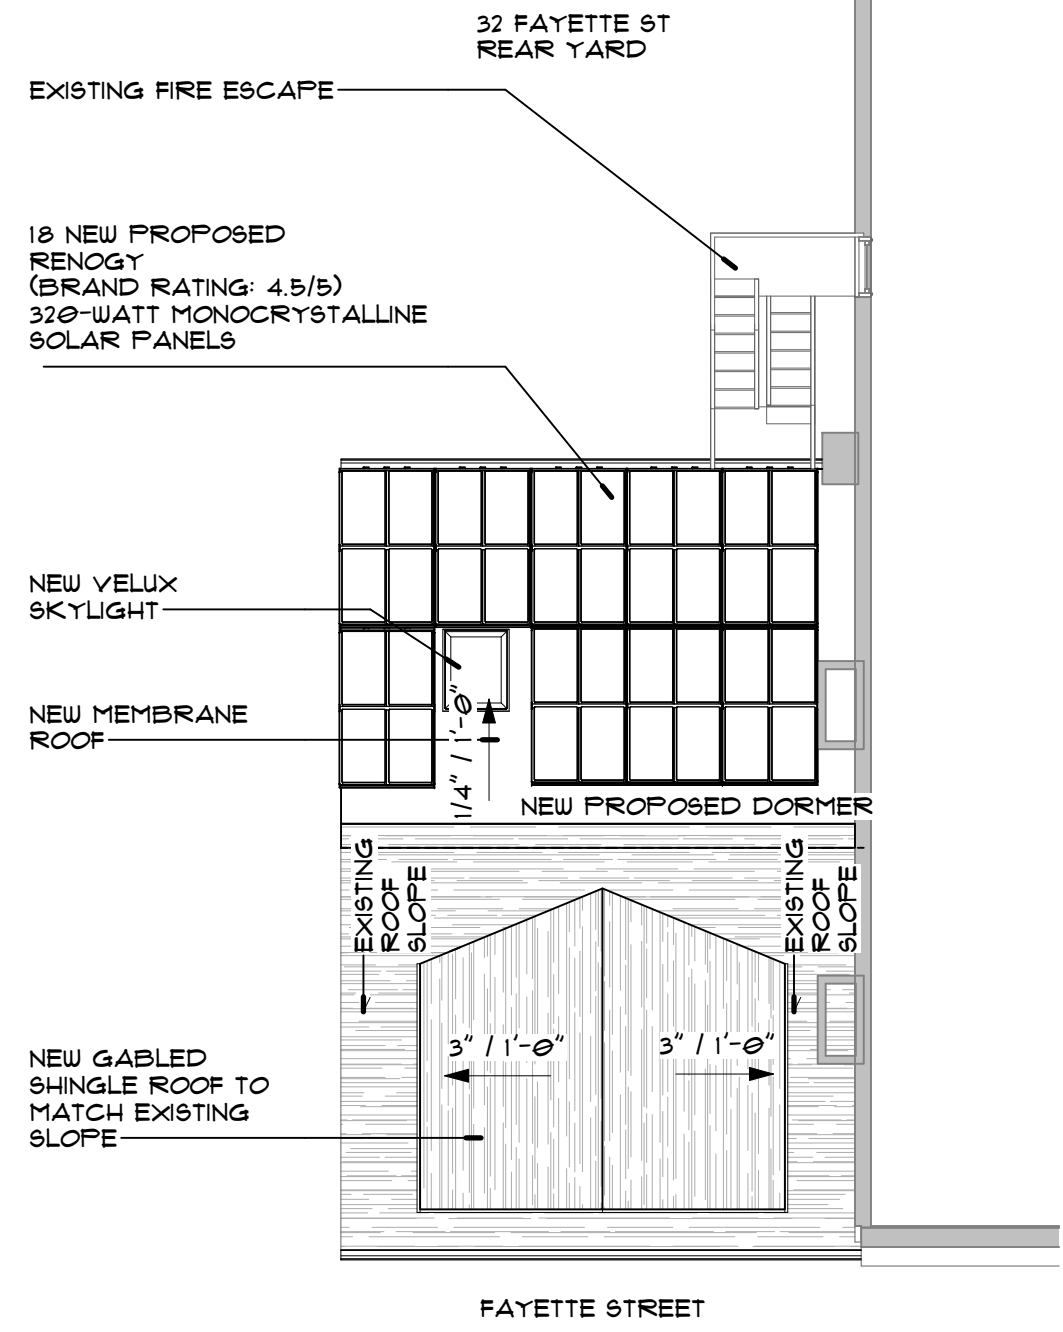 32 FAYETTE ST
REAR YARD
EXISTING FIRE ESCAPE
18 NEW PROPOSED
RENOGY
(BRAND RATING: 4.5/5)
320-WATT MONOCRYSTALLINE
SOLAR PANELS
NEW VELUX
SKYLIGHT
NEW MEMBRANE
ROOF
1/4" / 1'-0"
NEW PROPOSED DORMER
EXISTING
ROOF
SLOPE
EXISTING
ROOF
SLOPE
3" / 1'-0"
3" / 1'-0"
NEW GABLED
SHINGLE ROOF TO
MATCH EXISTING
SLOPE
FAYETTE STREET